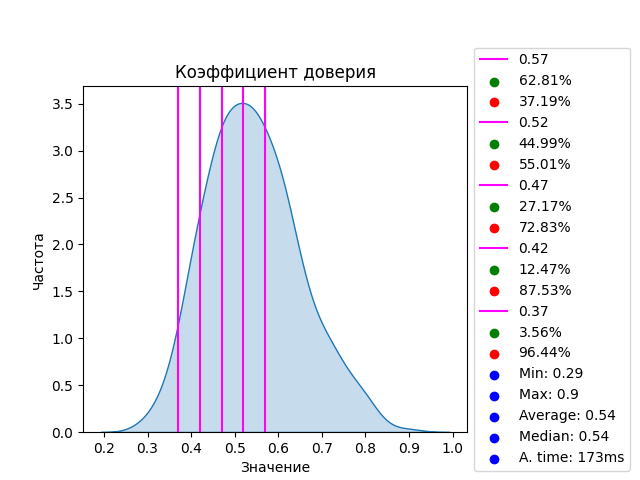 Коэффициент доверия
Частота
3.5
3.0
2.5
2.0
1.5
1.0
0.5
0.0
0.2 0.3 0.4 0.5 0.6 0.7 0.8 0.9 1.0
Значение
0.57
62.81%
37.19%
0.52
44.99%
55.01%
0.47
27.17%
72.83%
0.42
12.47%
87.53%
0.37
3.56%
96.44%
Min: 0.29
Max: 0.9
Average: 0.54
Median: 0.54
A. time: 173ms